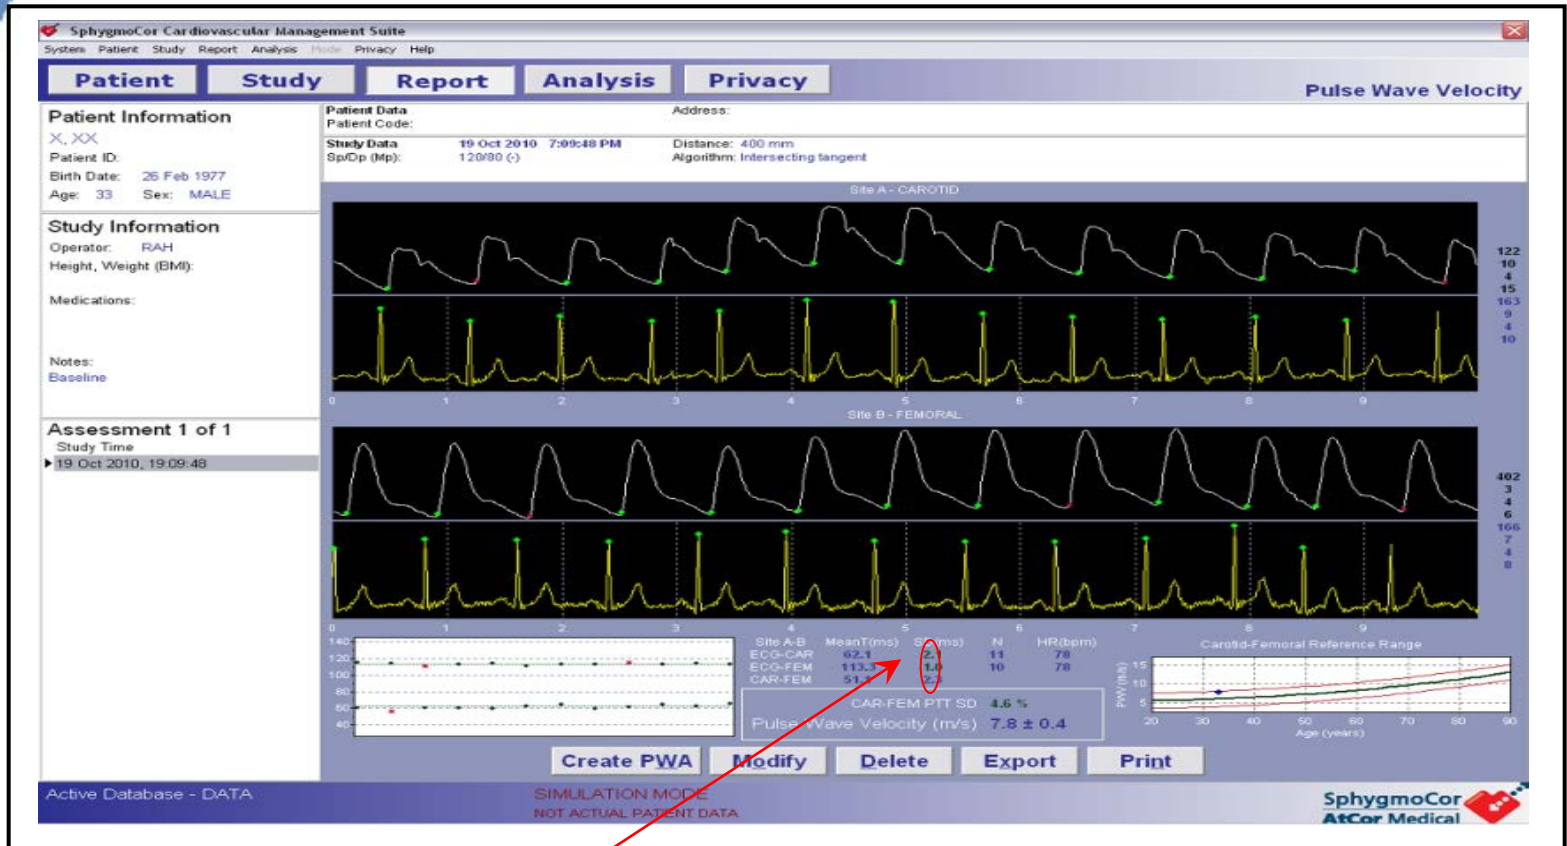 SphygmoCor Cardiovascular Management Suite
System Patient Study Report Analysis Mode Privacy Help
Patient Study Report Analysis Privacy
Pulse Wave Velocity
Patient Information
X, XX
Patient ID:
Birth Date: 26 Feb 1977
Age: 33 Sex: MALE
Study Information
Operator: RAH
Height, Weight (BMI):
Medications:
Notes:
Baseline
Assessment 1 of 1
Study Time
19 Oct 2010, 19:09:48
Patient Data Address:
Patient Code:
Study Data 19 Oct 2010 7:09:48 PM Distance: 400 mm
Sp/Dp (Mp): 120/80 (-) Algorithm: Intersecting tangent
Site A - CAROTID
122
10
4
15
163
9
4
10
0 1 2 3 4 5 6 7 8 9
Site B - FEMORAL
402
3
4
6
166
7
4
8
0 1 2 3 4 5 6 7 8 9
140
120
100
80
60
40
Site A-B MeanT(ms) N HR(bpm)
ECG-CAR 62.1 2.1 11 78
ECG-FEM 113.3 1.0 10 78
CAR-FEM 2.3
CAR-FEM PTT SD 4.6 %
Pulse Wave Velocity (m/s) 7.8 ± 0.4
Carotid-Femoral Reference Range
PWV (m/s)
15
10
5
20 30 40 50 60 70 80 90
Age (years)
Create PWA Modify Delete Export Print
Active Database - DATA
SIMULATION MODE
NOT ACTUAL PATIENT DATA
SphygmoCor
AtCor Medical